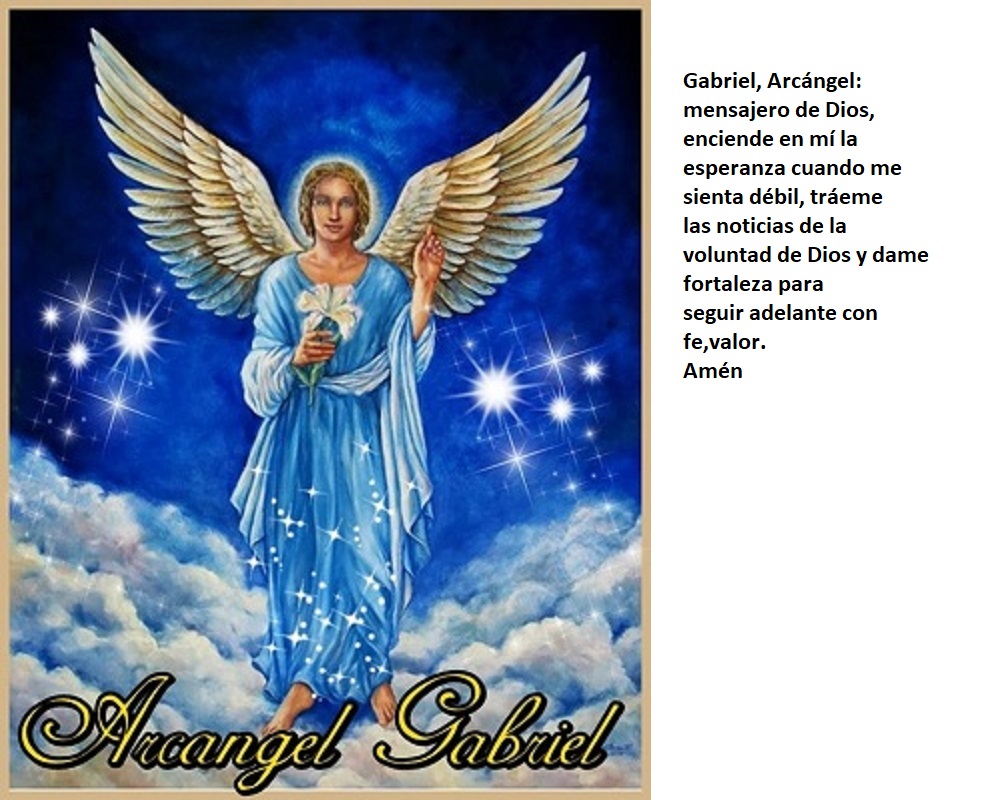 Arcangel Gabriel
Gabriel, Arcángel:
mensajero de Dios,
enciende en mí la
esperanza cuando me
sienta débil, tráeme
las noticias de la
voluntad de Dios y dame
fortaleza para
seguir adelante con
fe,valor.
Amén